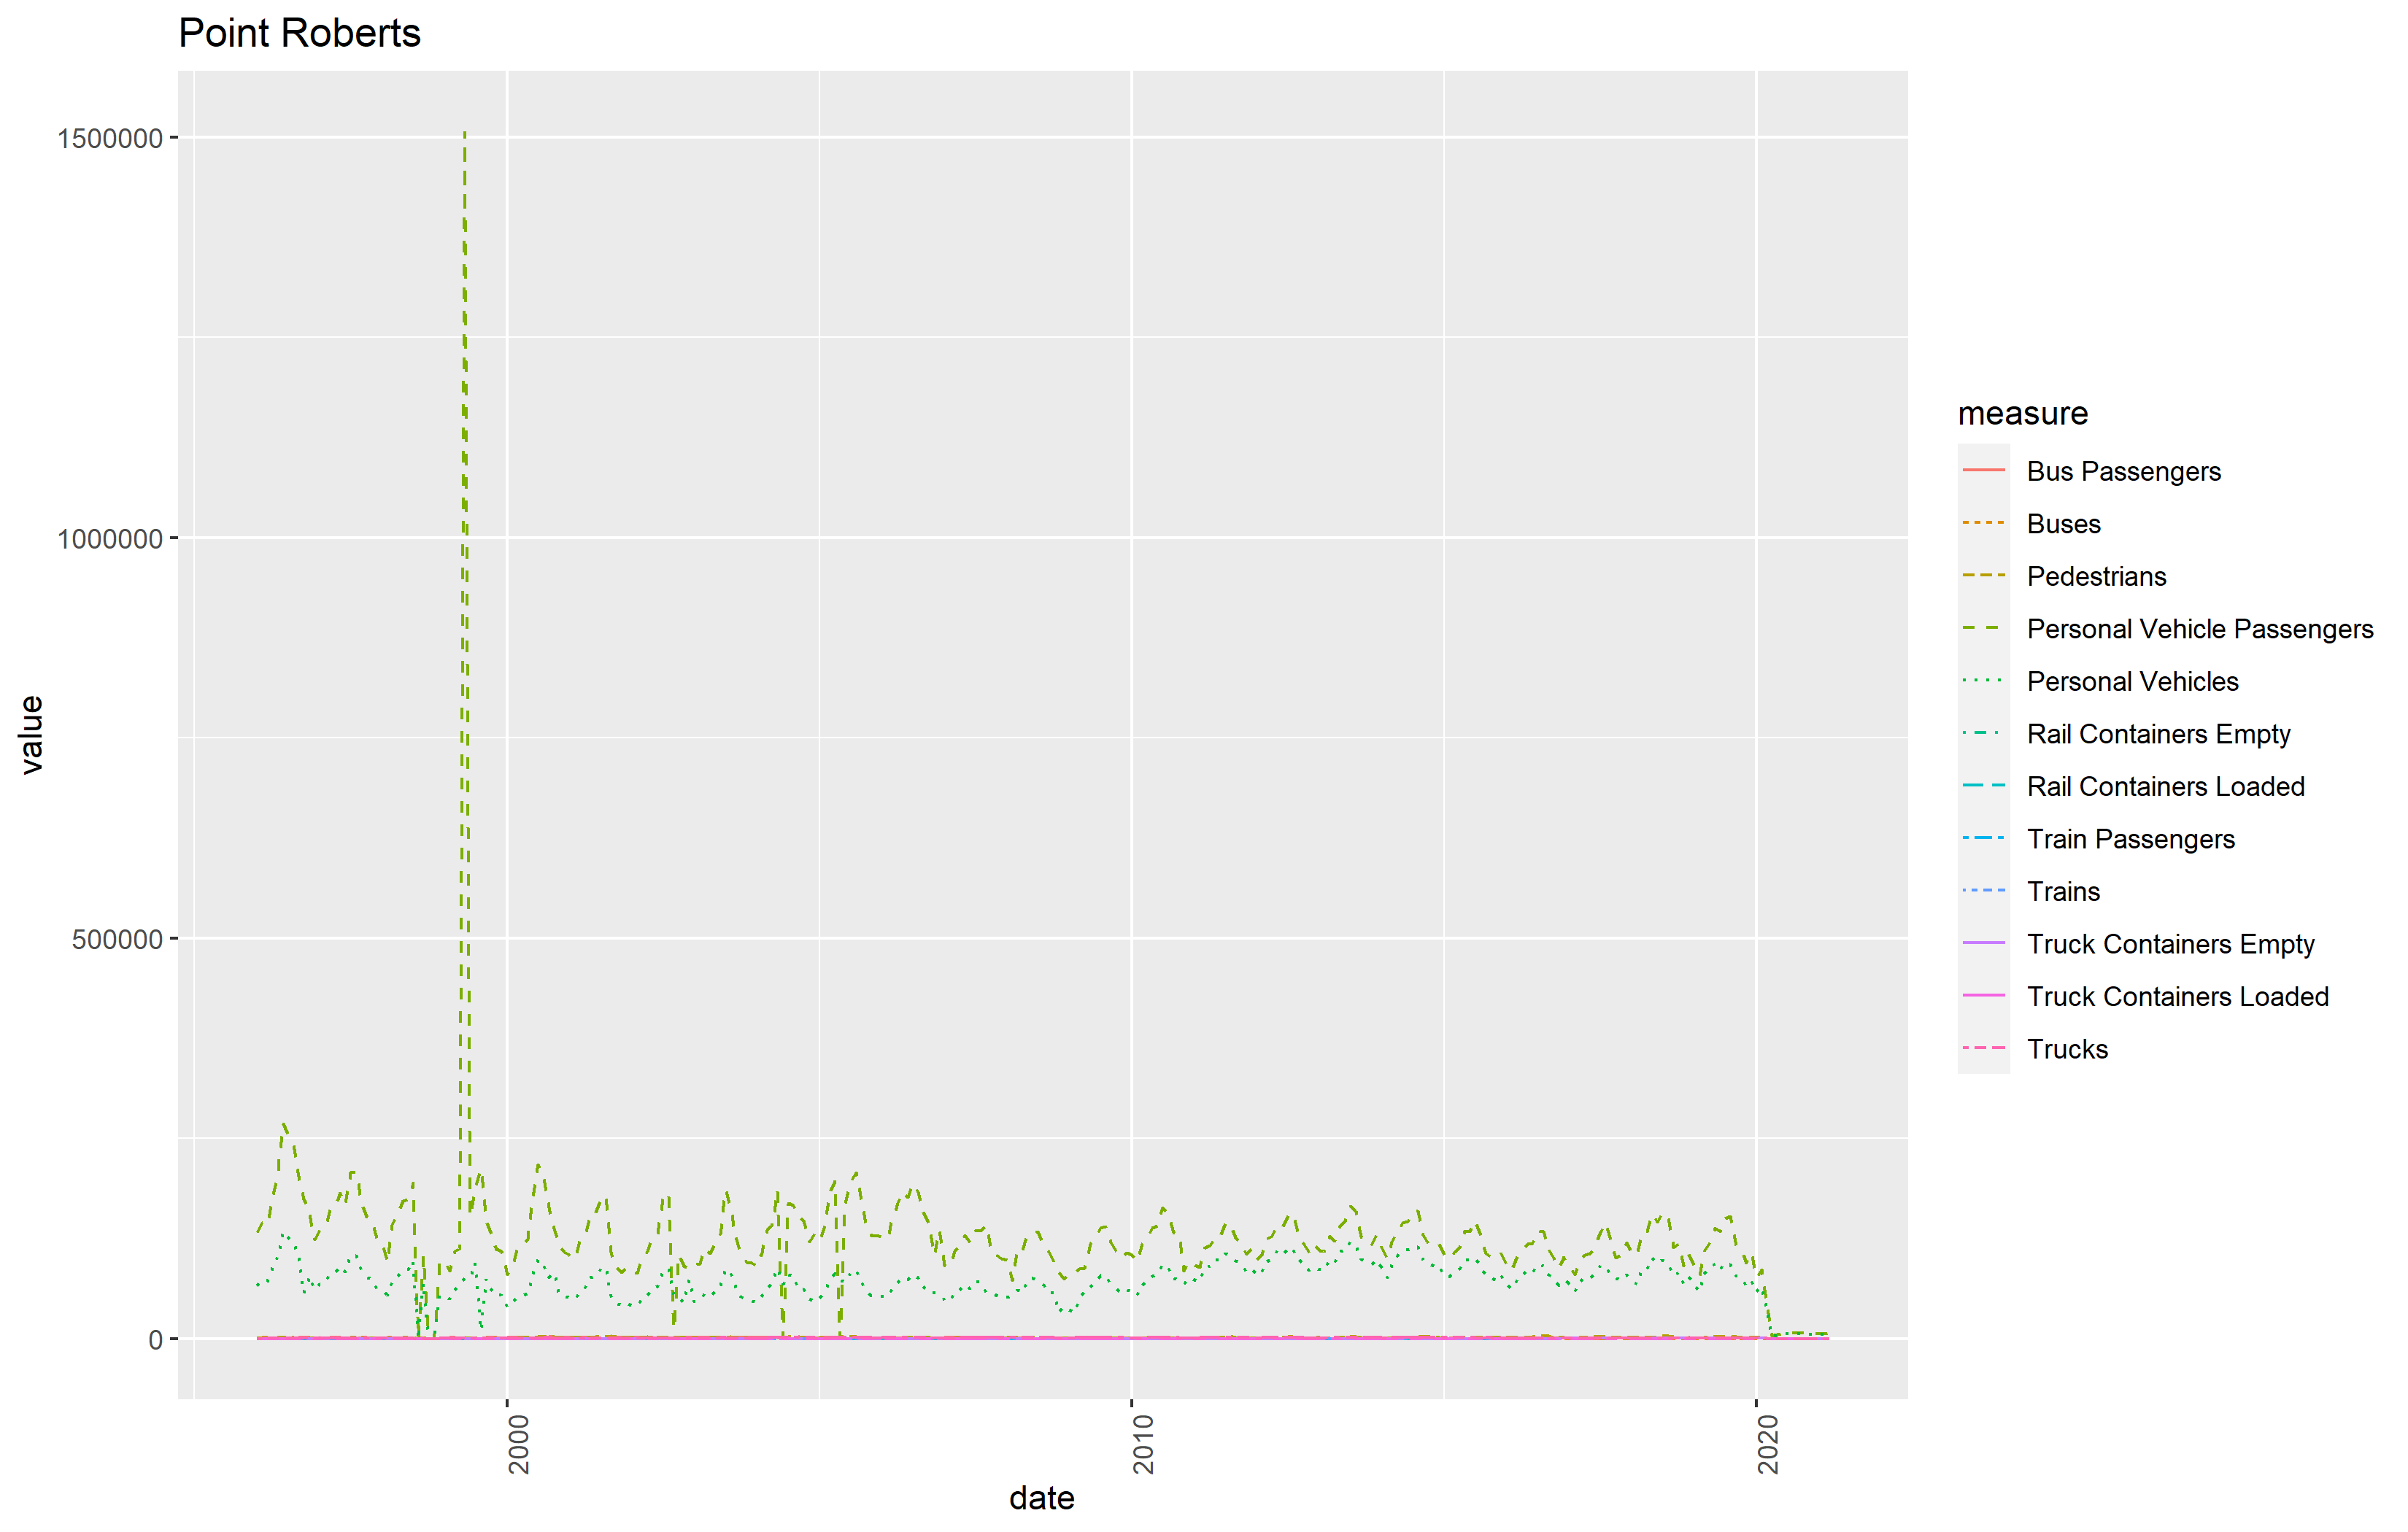 Point Roberts
1500000
1000000
500000
0
value
2000
2010
2020
date
measure
Bus Passengers
Buses
Pedestrians
Personal Vehicle Passengers
Personal Vehicles
Rail Containers Empty
Rail Containers Loaded
Train Passengers
Trains
Truck Containers Empty
Truck Containers Loaded
Trucks